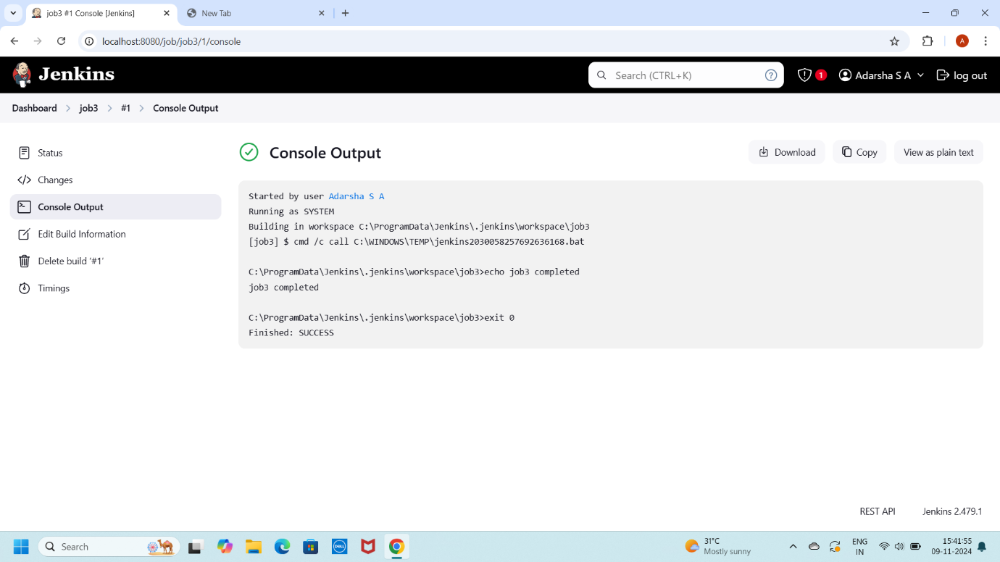 job3 #1 Console [Jenkins]
New Tab
localhost:8080/job/job3/1/console
A
Jenkins
Search (CTRL+K)
?
1
Adarsha S A
log out
Dashboard > job3 > #1 > Console Output
Status
Changes
Console Output
Edit Build Information
Delete build ‘#1’
Timings
Console Output
Download
Copy
View as plain text
Started by user Adarsha S A
Running as SYSTEM
Building in workspace C:\ProgramData\Jenkins\.jenkins\workspace\job3
[job3] $ cmd /c call C:\WINDOWS\TEMP\jenkins2030058257692636168.bat
C:\ProgramData\Jenkins\.jenkins\workspace\job3>echo job3 completed
job3 completed
C:\ProgramData\Jenkins\.jenkins\workspace\job3>exit 0
Finished: SUCCESS
REST API
Jenkins 2.479.1
Search
DELL
31°C
Mostly sunny
ENG
IN
15:41:55
09-11-2024